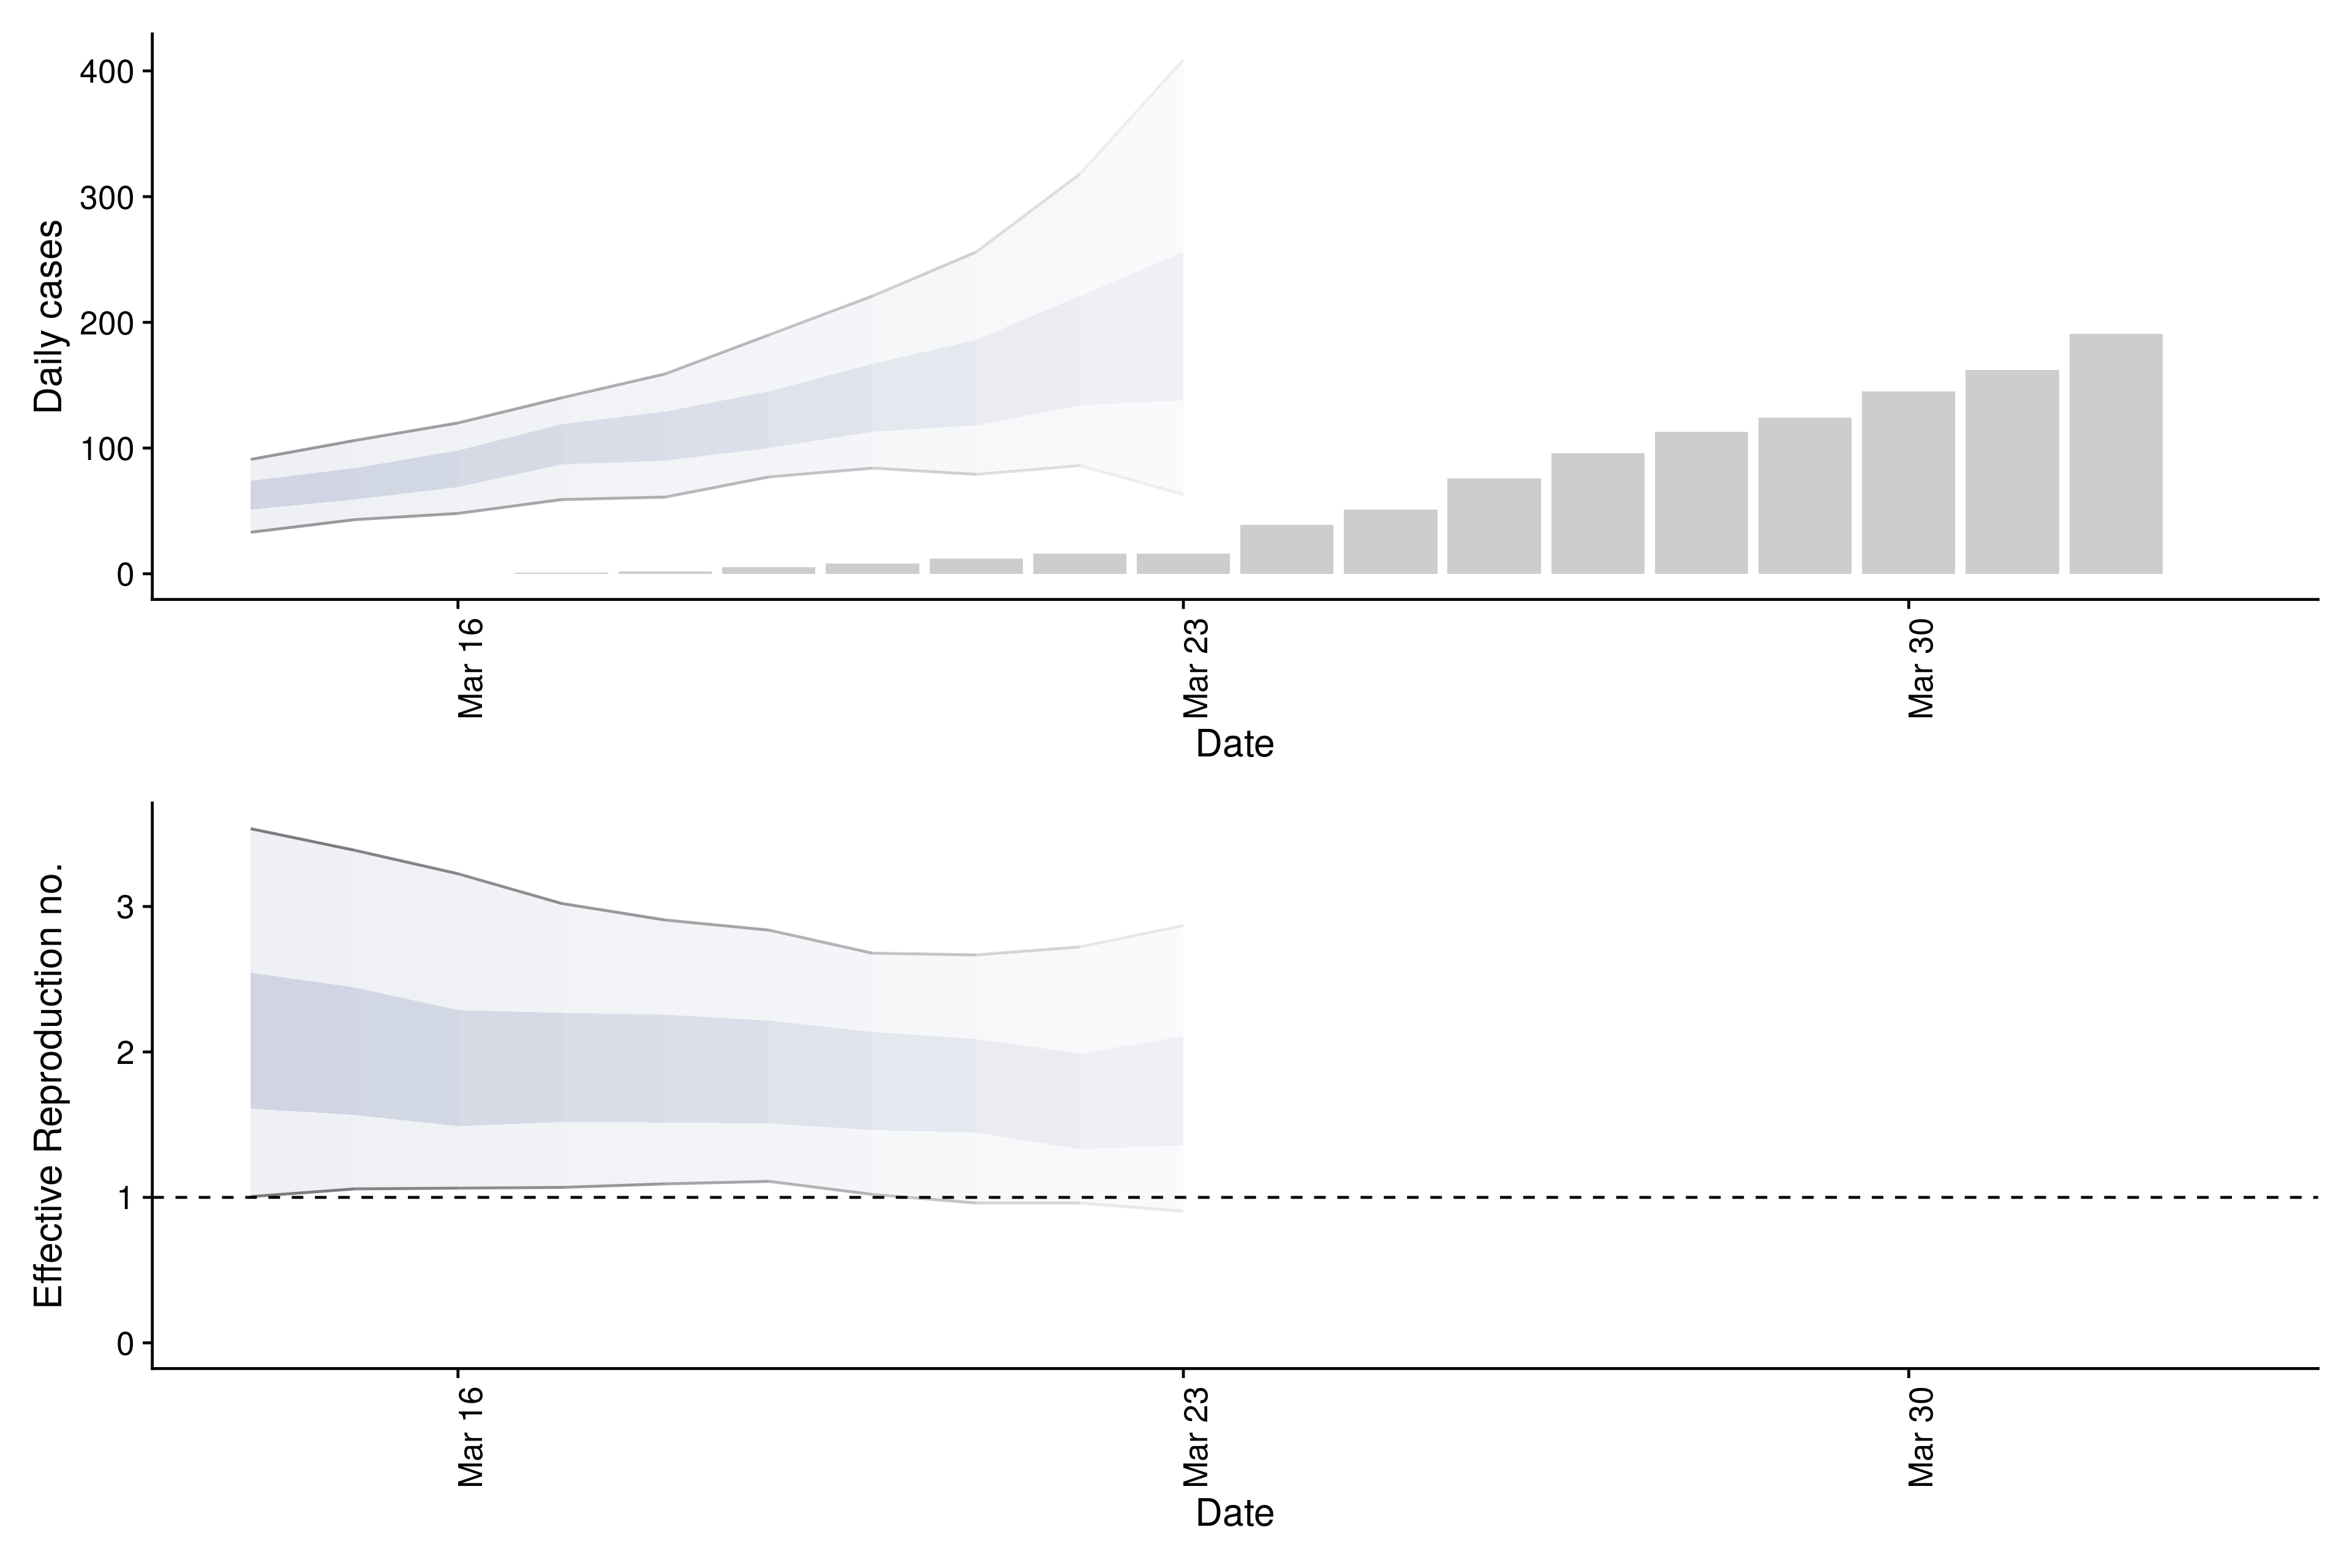 Daily cases
400
300
200
100
0
Mar 16
Mar 23
Mar 30
Date
Effective Reproduction no.
3
2
1
0
Mar 16
Mar 23
Mar 30
Date